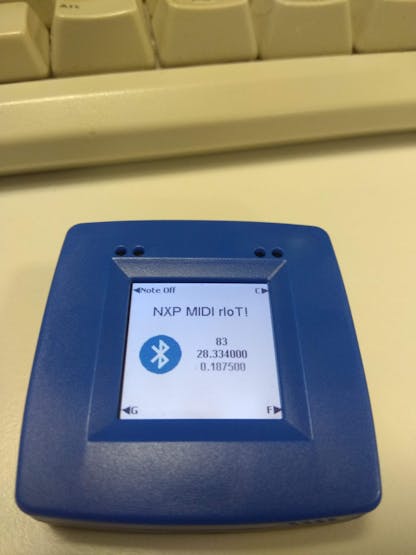 ◀Note Off C▶
NXP MIDI rIoT!
83
28.334000
0.187500
◀G F▶